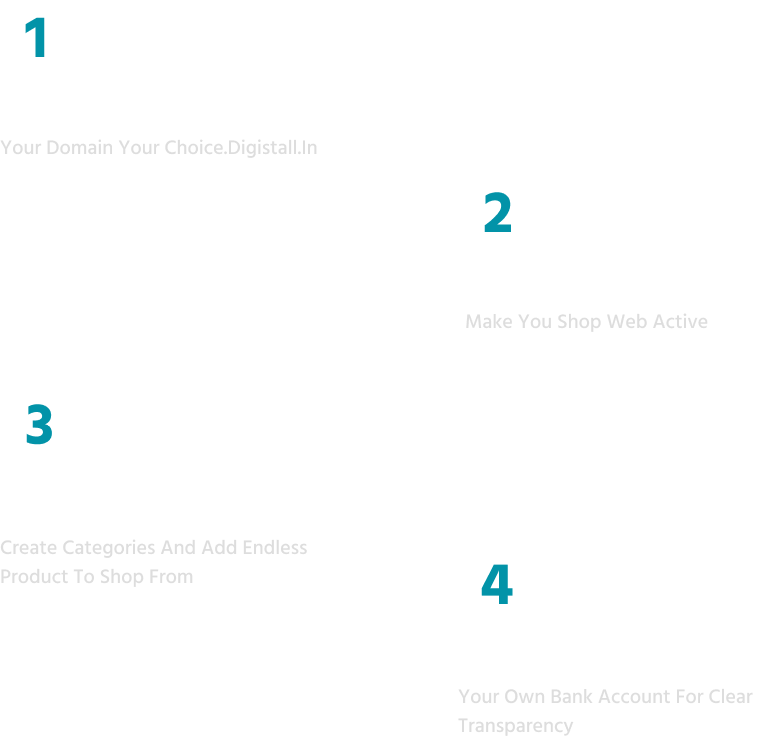 1
Your Domain Your Choice.Digistall.In
2
Make You Shop Web Active
3
Create Categories And Add Endless
Product To Shop From
4
Your Own Bank Account For Clear
Transparency